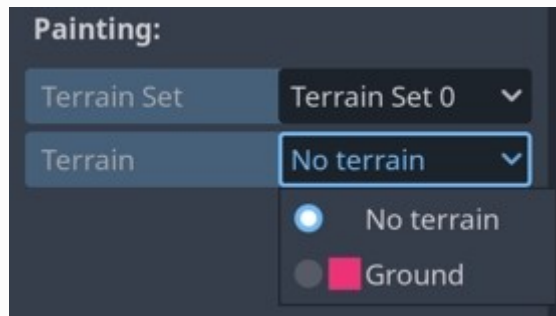 Painting:
Terrain Set Terrain Set 0
Terrain No terrain
No terrain
Ground